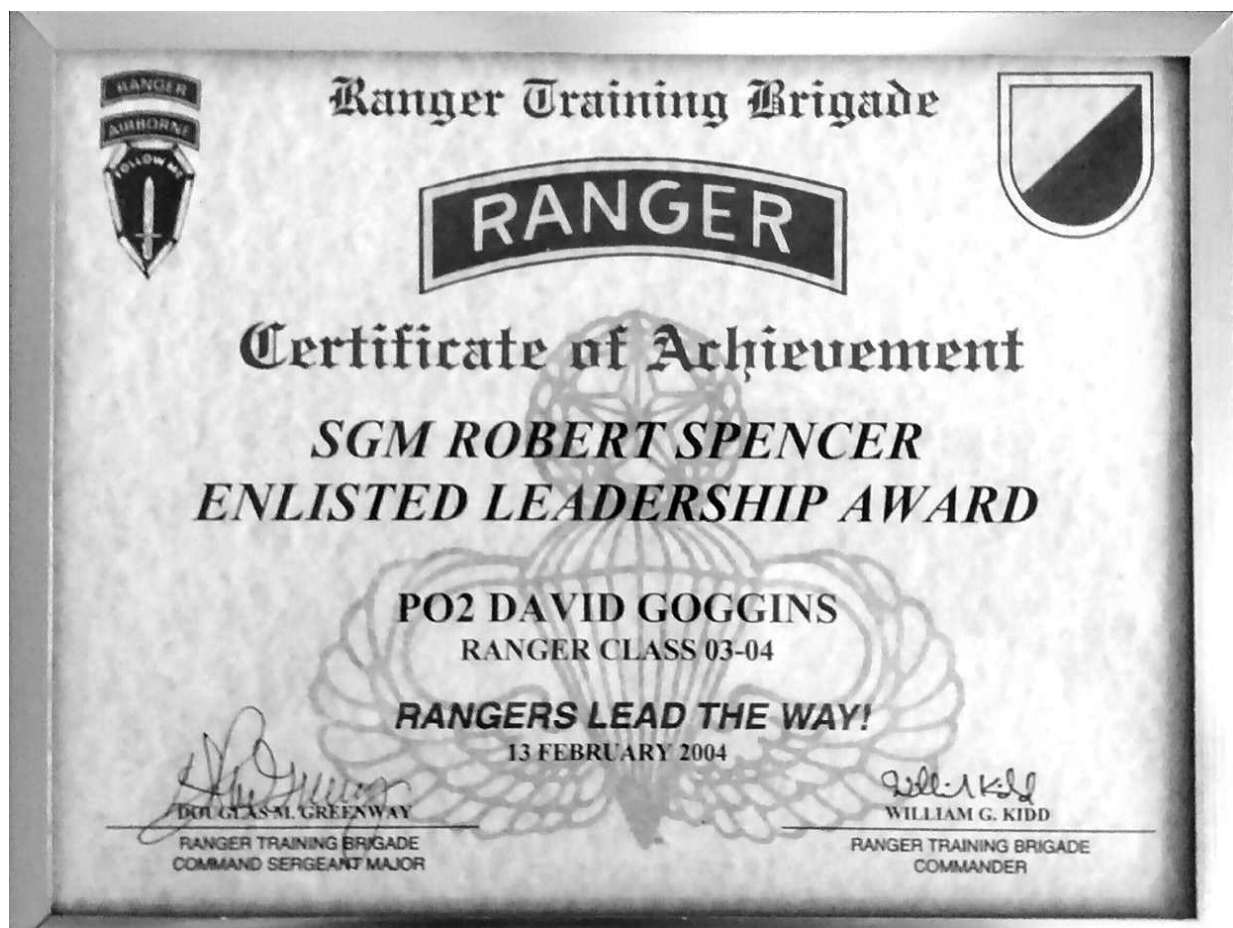 RANGER
AIRBORNE
FOLLOW ME
Ranger Training Brigade
RANGER
Certificate of Achievement
SGM ROBERT SPENCER
ENLISTED LEADERSHIP AWARD
PO2 DAVID GOGGINS
RANGER CLASS 03-04
RANGERS LEAD THE WAY!
13 FEBRUARY 2004
DOUGLAS M. GREENWAY
RANGER TRAINING BRIGADE
COMMAND SERGEANT MAJOR
William Kidd
WILLIAM G. KIDD
RANGER TRAINING BRIGADE
COMMANDER